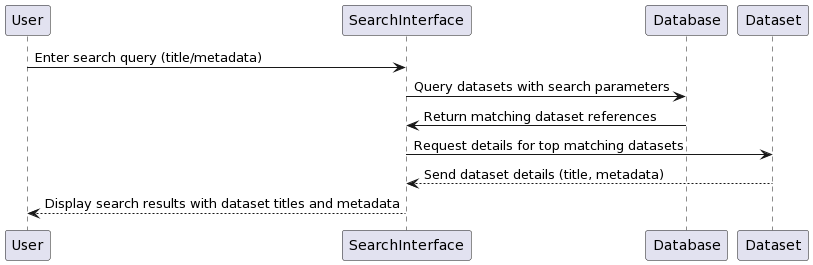 User SearchInterface Database Dataset
Enter search query (title/metadata)
Query datasets with search parameters
Return matching dataset references
Request details for top matching datasets
Send dataset details (title, metadata)
Display search results with dataset titles and metadata
User SearchInterface Database Dataset